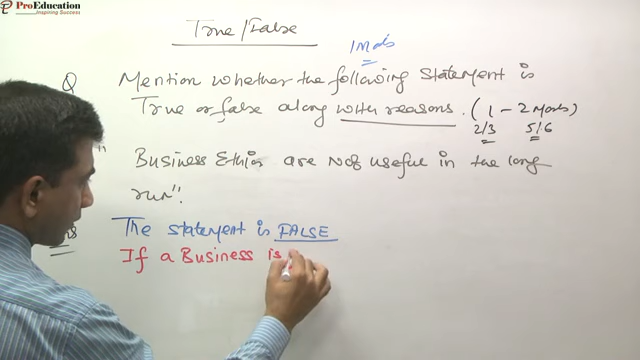 ProEducation
Inspiring Success
True/False
1 Mark
Q Mention whether the following statement is
True or false along with reasons. (1 - 2 Marks)
2/3 5/6
" Business Ethics are not useful in the long
run".
The statement is FALSE
If a Business is